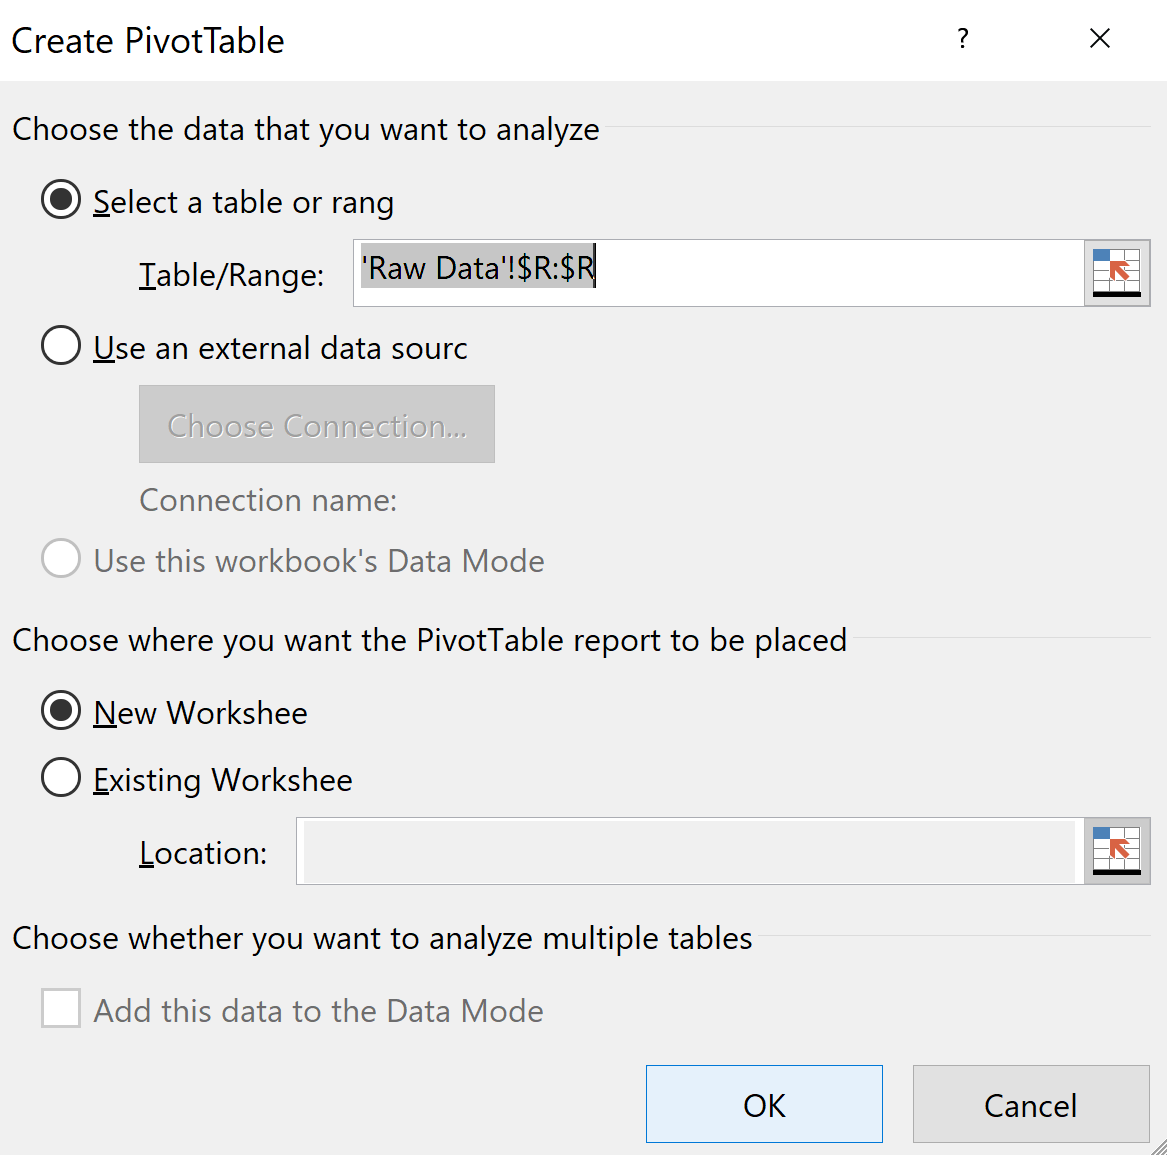 Create PivotTable ?
Choose the data that you want to analyze
Select a table or rang
Table/Range: 'Raw Data'!$R:$R
Use an external data sourc
Choose Connection...
Connection name:
Use this workbook's Data Mode
Choose where you want the PivotTable report to be placed
New Workshee
Existing Workshee
Location:
Choose whether you want to analyze multiple tables
Add this data to the Data Mode
OK Cancel